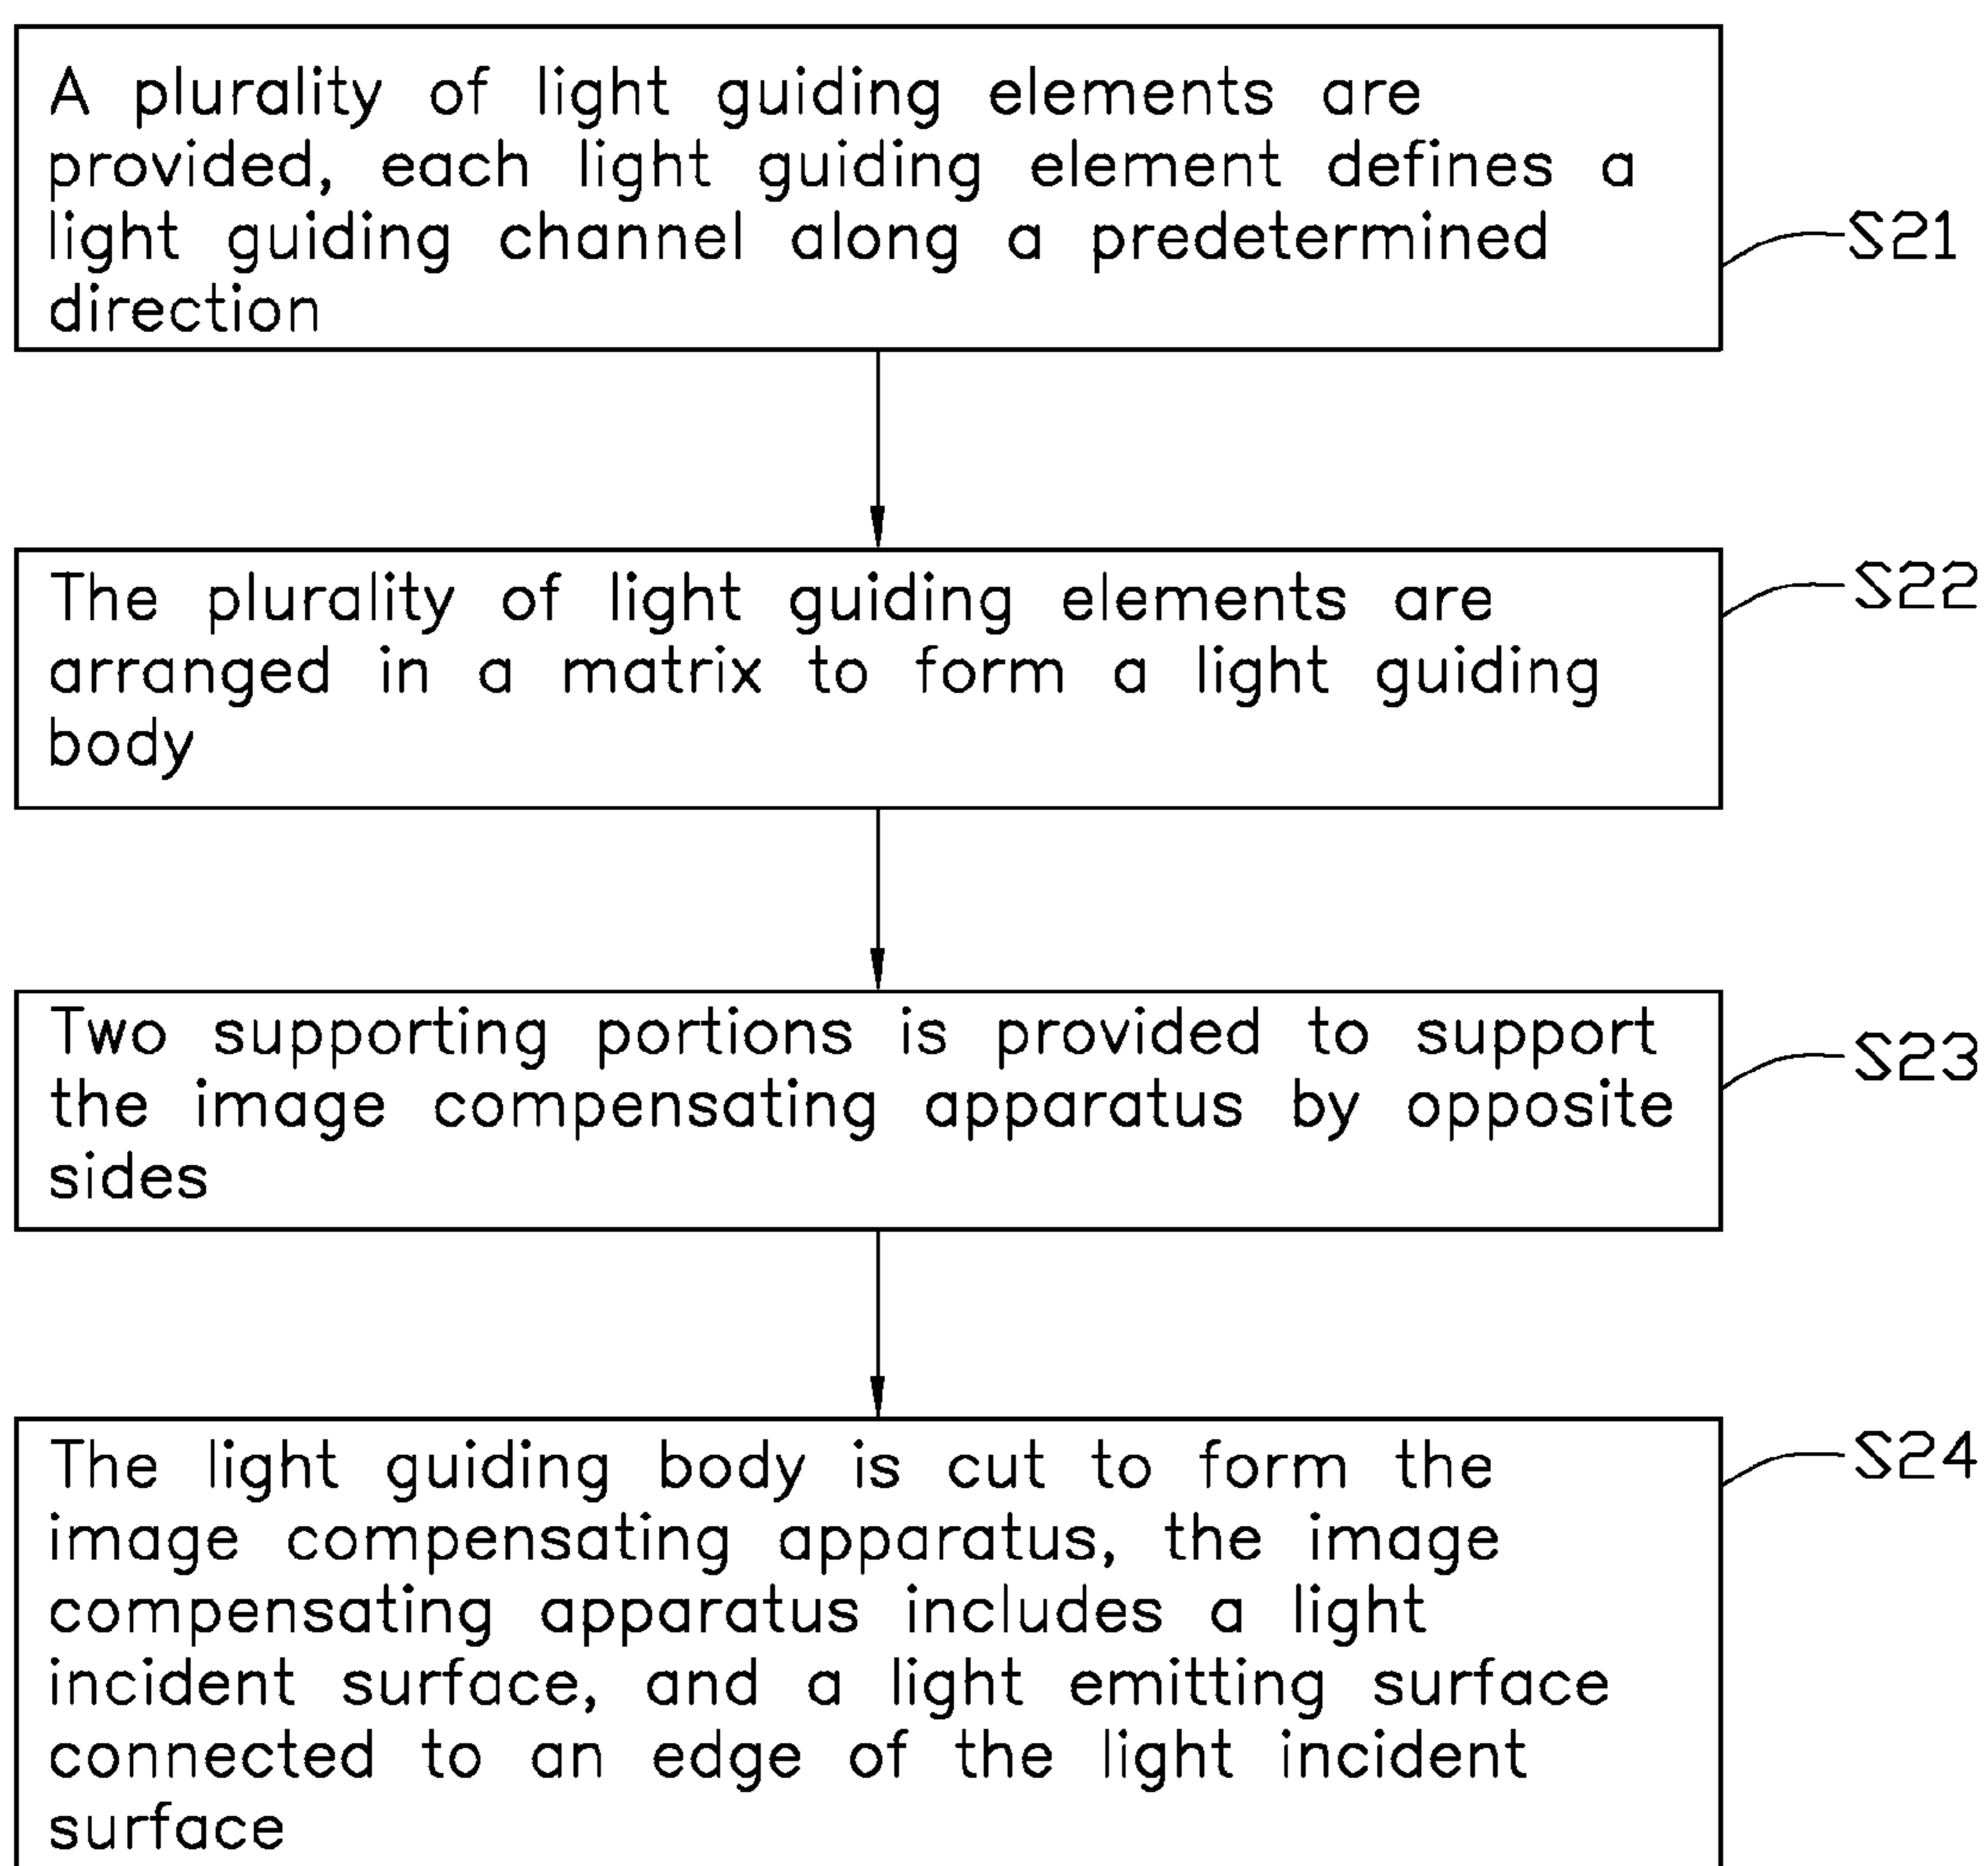 A plurality of light guiding elements are
provided, each light guiding element defines a
light guiding channel along a predetermined
direction
S21
The plurality of light guiding elements are
arranged in a matrix to form a light guiding
body
S22
Two supporting portions is provided to support
the image compensating apparatus by opposite
sides
S23
The light guiding body is cut to form the
image compensating apparatus, the image
compensating apparatus includes a light
incident surface, and a light emitting surface
connected to an edge of the light incident
surface
S24